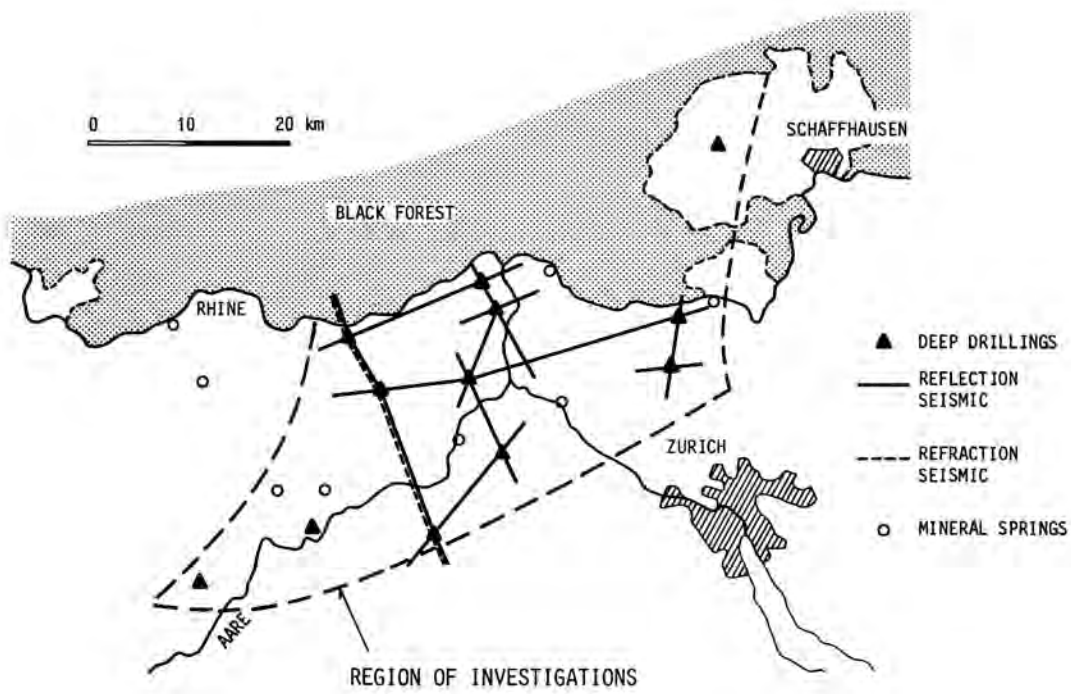 0 10 20 km
SCHAFFHAUSEN
BLACK FOREST
RHINE
DEEP DRILLINGS
REFLECTION
SEISMIC
ZURICH
REFRACTION
SEISMIC
MINERAL SPRINGS
AARE
REGION OF INVESTIGATIONS